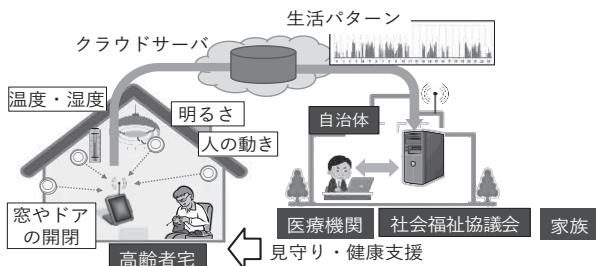 生活パターン
クラウドサーバ
温度・湿度
明るさ
人の動き
自治体
窓やドア
の開閉
医療機関
社会福祉協議会
家族
高齢者宅
見守り・健康支援